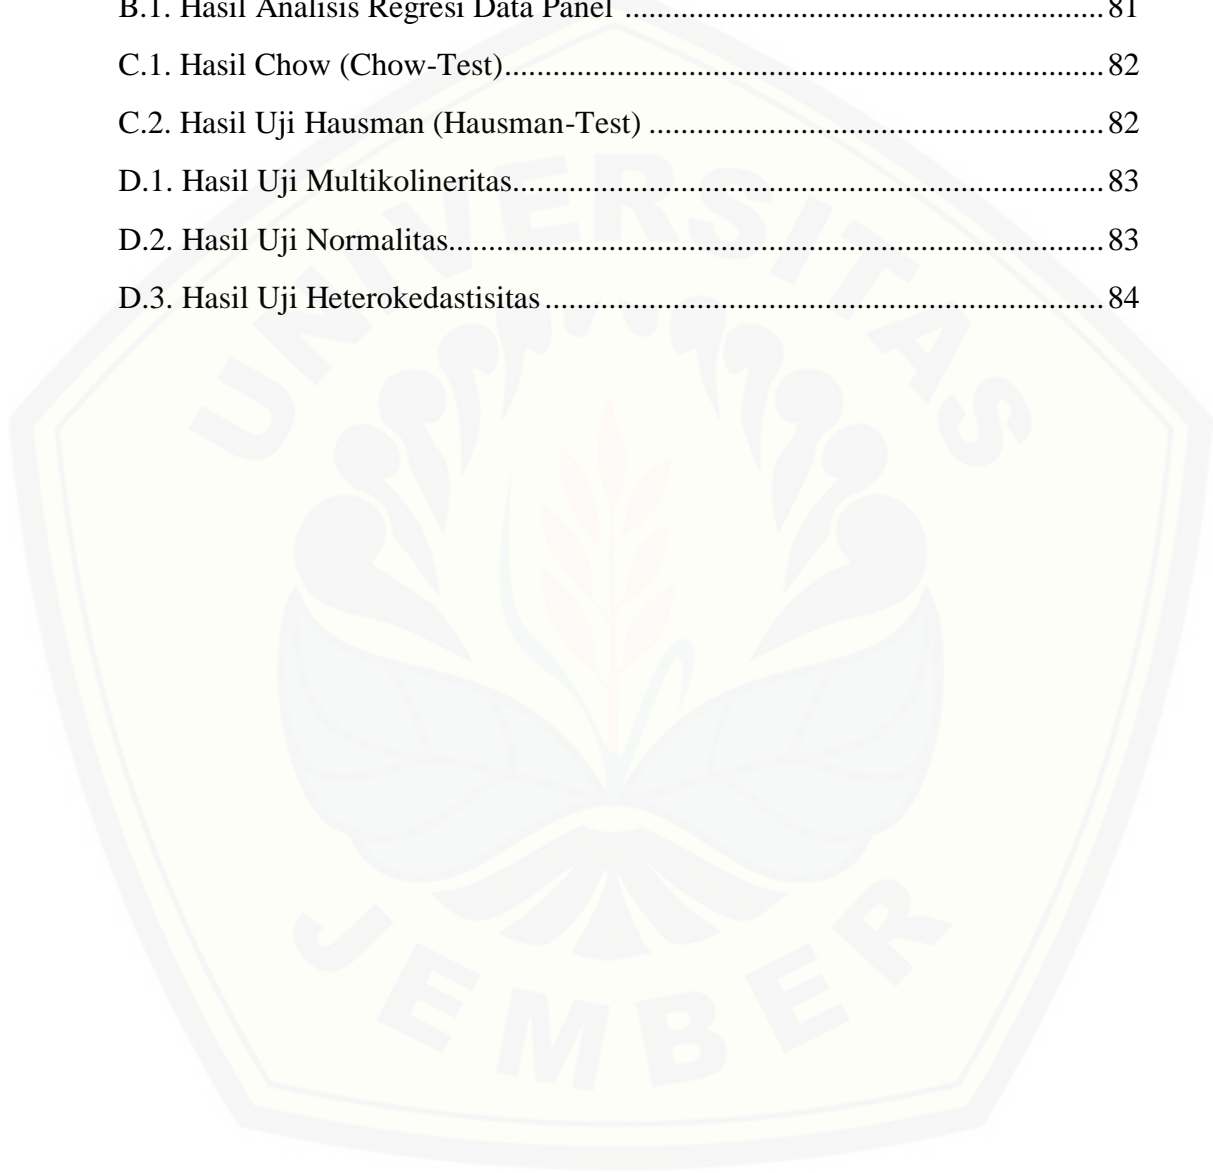 B.1. Hasil Analisis Regresi Data Panel ............................................................ 81
C.1. Hasil Chow (Chow-Test)........................................................................... 82
C.2. Hasil Uji Hausman (Hausman-Test) ......................................................... 82
D.1. Hasil Uji Multikolineritas.......................................................................... 83
D.2. Hasil Uji Normalitas.................................................................................. 83
D.3. Hasil Uji Heterokedastisitas ...................................................................... 84
UNIVERSITAS
JEMBER